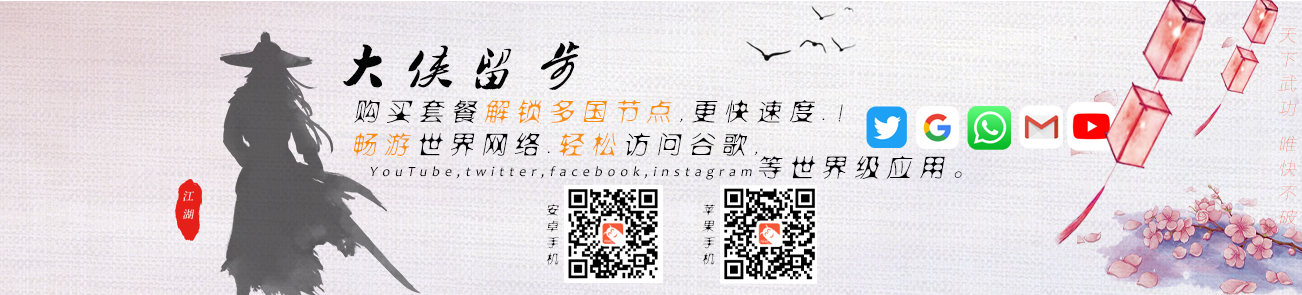 大侠留步
购买套餐解锁多国节点,更快速度.!
畅游世界网络.轻松访问谷歌,
YouTube,twitter,facebook,instagram等世界级应用。
江湖
安卓手机
苹果手机
天下武功 唯快不破